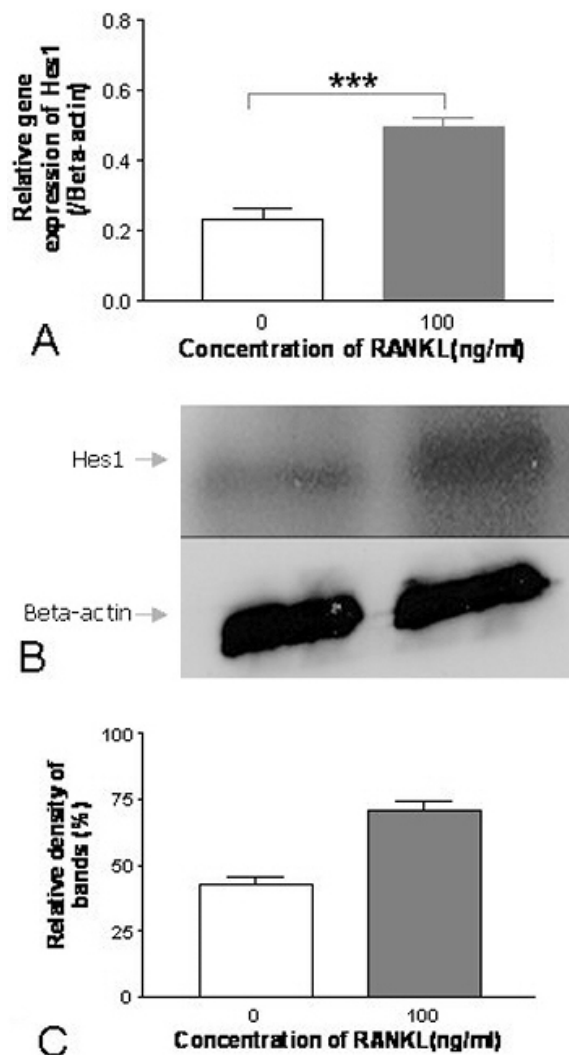 0.8
0.6
0.4
0.2
0.0
Relative gene
expression of Hes1
(/Beta-actin)
***
0 100
Concentration of RANKL(ng/ml)
A
Hes1
Beta-actin
B
100
75
50
25
0
Relative density of
bands (%)
0 100
Concentration of RANKL(ng/ml)
C